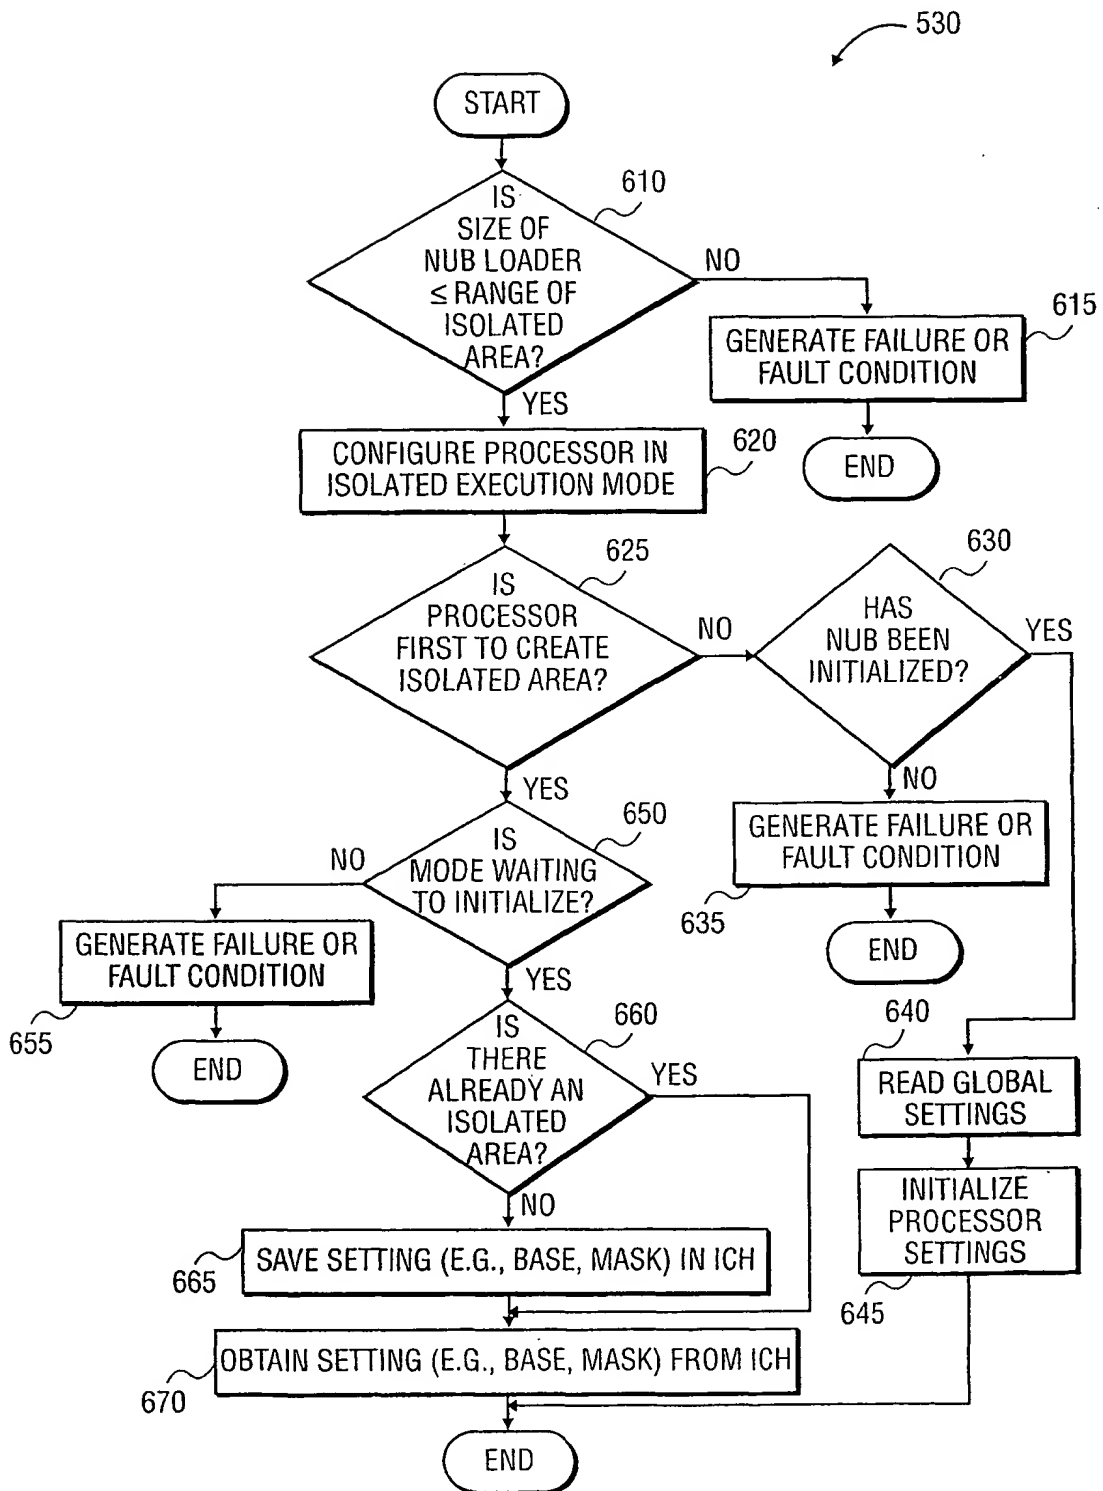 530
START
610
IS
SIZE OF
NUB LOADER
≤ RANGE OF
ISOLATED
AREA?
NO
615
GENERATE FAILURE OR
FAULT CONDITION
END
YES
620
CONFIGURE PROCESSOR IN
ISOLATED EXECUTION MODE
625
IS
PROCESSOR
FIRST TO CREATE
ISOLATED AREA?
NO
630
HAS
NUB BEEN
INITIALIZED?
YES
NO
GENERATE FAILURE OR
FAULT CONDITION
635
END
YES
650
IS
MODE WAITING
TO INITIALIZE?
NO
GENERATE FAILURE OR
FAULT CONDITION
655
END
YES
660
IS
THERE
ALREADY AN
ISOLATED
AREA?
YES
NO
640
READ GLOBAL
SETTINGS
INITIALIZE
PROCESSOR
SETTINGS
645
SAVE SETTING (E.G., BASE, MASK) IN ICH
665
OBTAIN SETTING (E.G., BASE, MASK) FROM ICH
670
END